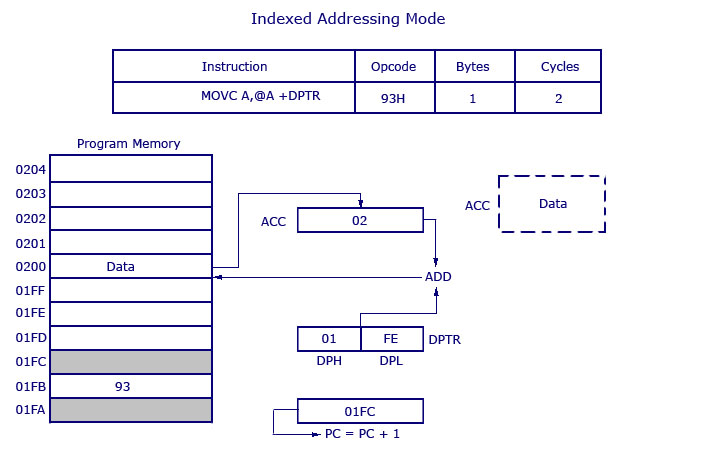 Indexed Addressing Mode
Instruction Opcode Bytes Cycles
MOVC A,@A +DPTR 93H 1 2
Program Memory
0204
0203
0202
0201
0200 Data
01FF
01FE
01FD
01FC
01FB 93
01FA
ACC 02
ADD
01 FE DPTR
DPH DPL
01FC
PC = PC + 1
ACC Data